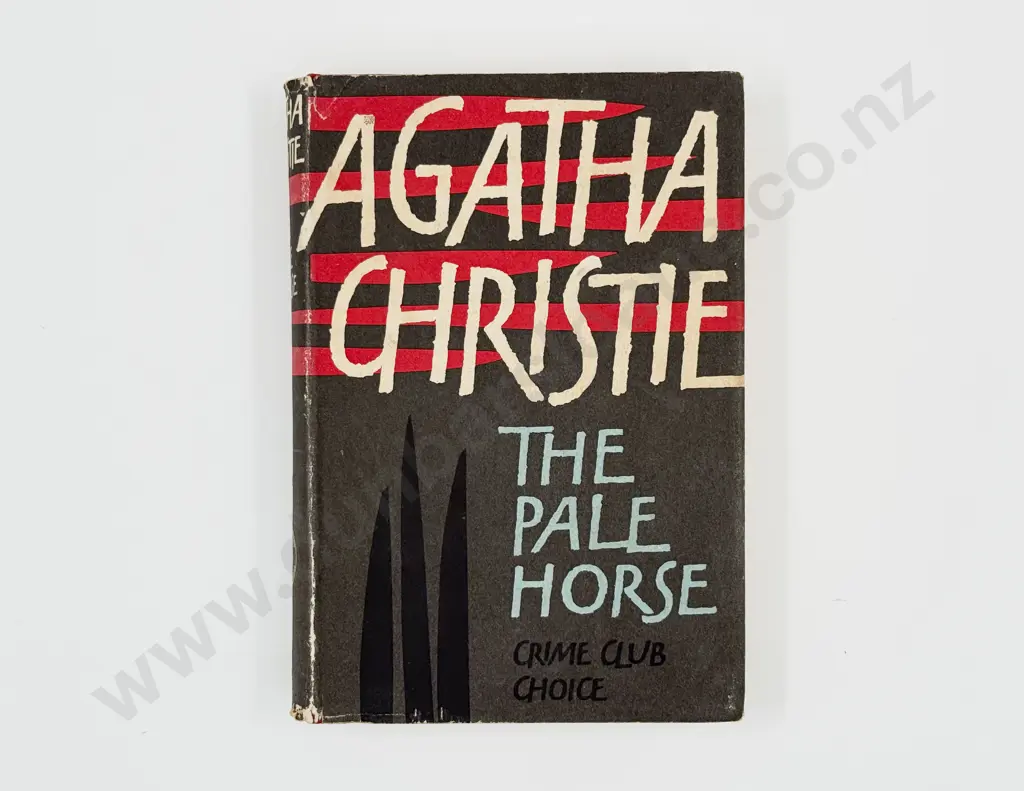 AGATHA
CHRISTIE
THE
PALE
HORSE
CRIME CLUB
CHOICE